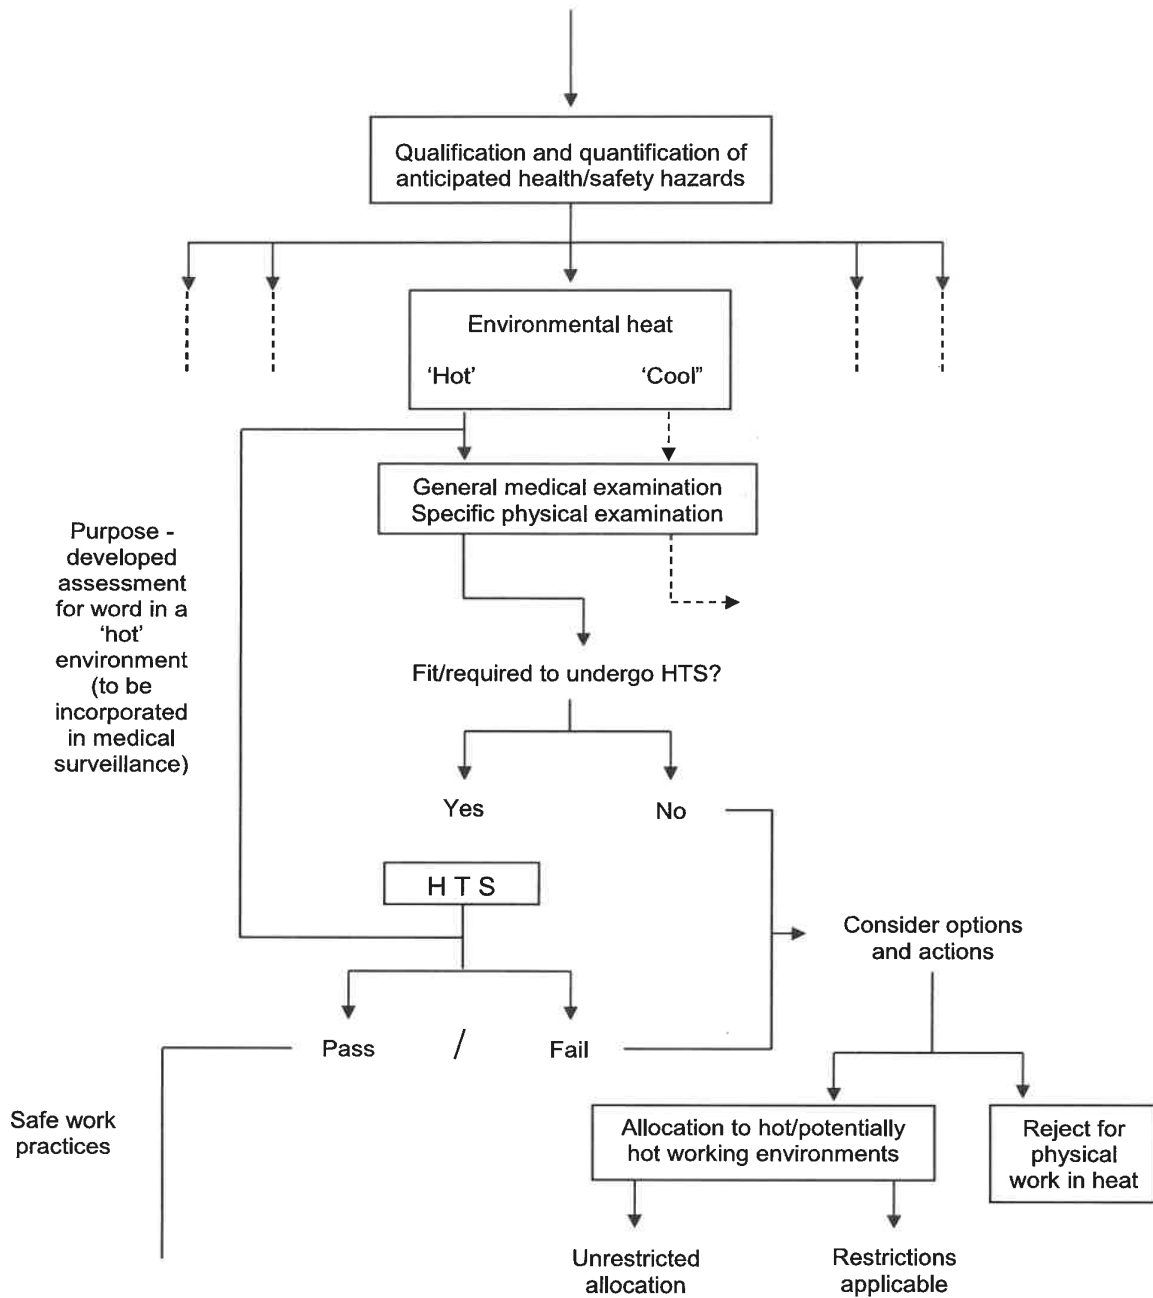 Qualification and quantification of
anticipated health/safety hazards
Environmental heat
‘Hot’ ‘Cool”
General medical examination
Specific physical examination
Purpose -
developed
assessment
for word in a
‘hot’
environment
(to be
incorporated
in medical
surveillance)
Fit/required to undergo HTS?
Yes No
H T S
Consider options
and actions
Pass / Fail
Safe work
practices
Allocation to hot/potentially
hot working environments
Reject for
physical
work in heat
Unrestricted
allocation
Restrictions
applicable